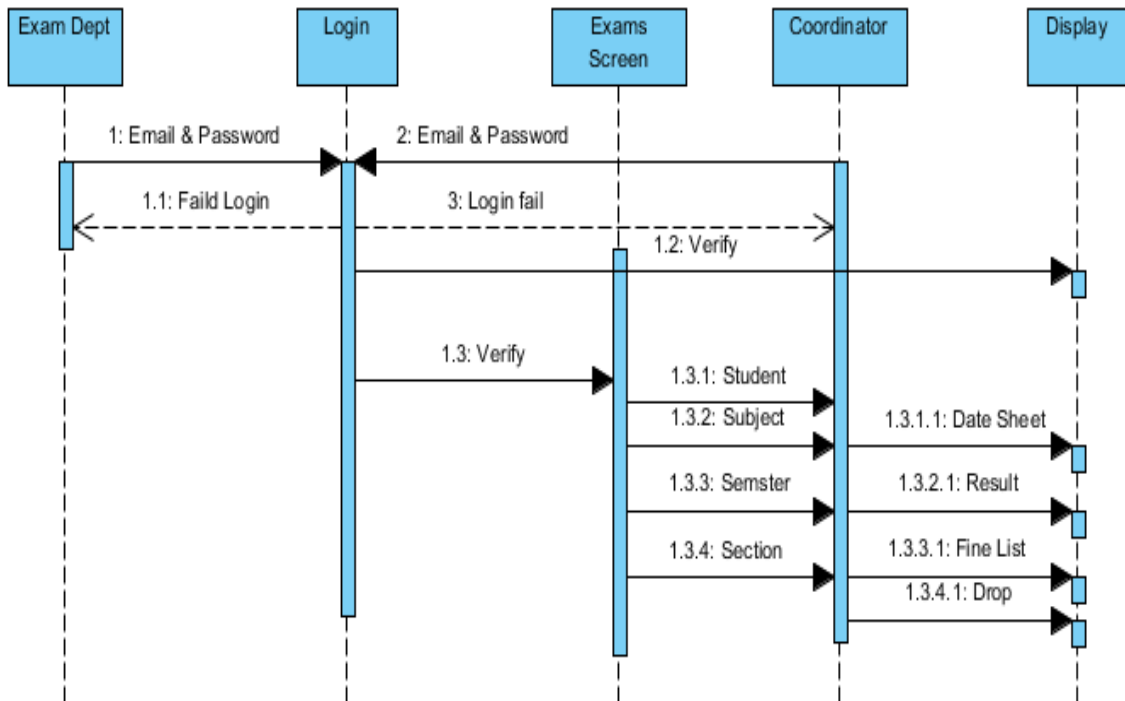 Exam Dept
Login
Exams
Screen
Coordinator
Display
1: Email & Password
2: Email & Password
1.1: Faild Login
3: Login fail
1.2: Verify
1.3: Verify
1.3.1: Student
1.3.2: Subject
1.3.1.1: Date Sheet
1.3.3: Semster
1.3.2.1: Result
1.3.4: Section
1.3.3.1: Fine List
1.3.4.1: Drop